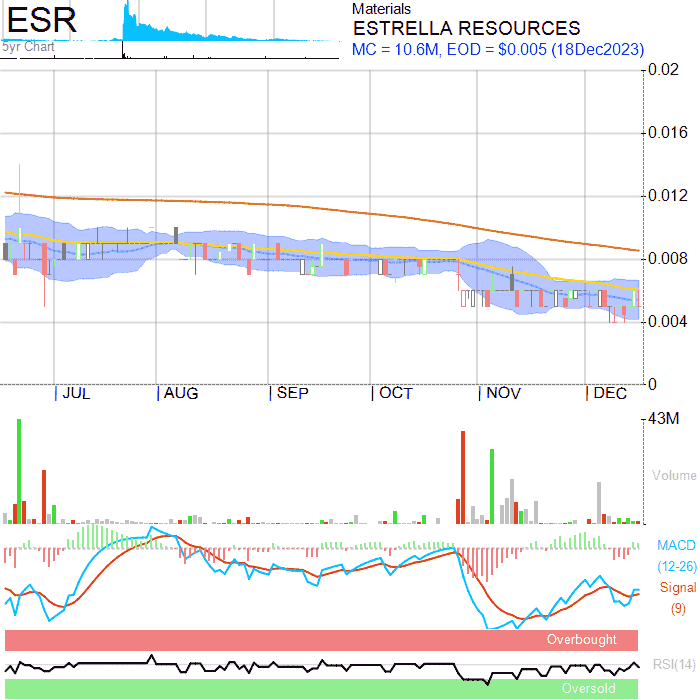 ESR
5yr Chart
Materials
ESTRELLA RESOURCES
MC = 10.6M, EOD = $0.005 (18Dec2023)
0.02
0.016
0.012
0.008
0.004
0
JUL AUG SEP OCT NOV DEC
43M
Volume
MACD
(12-26)
Signal
(9)
Overbought
RSI(14)
Oversold